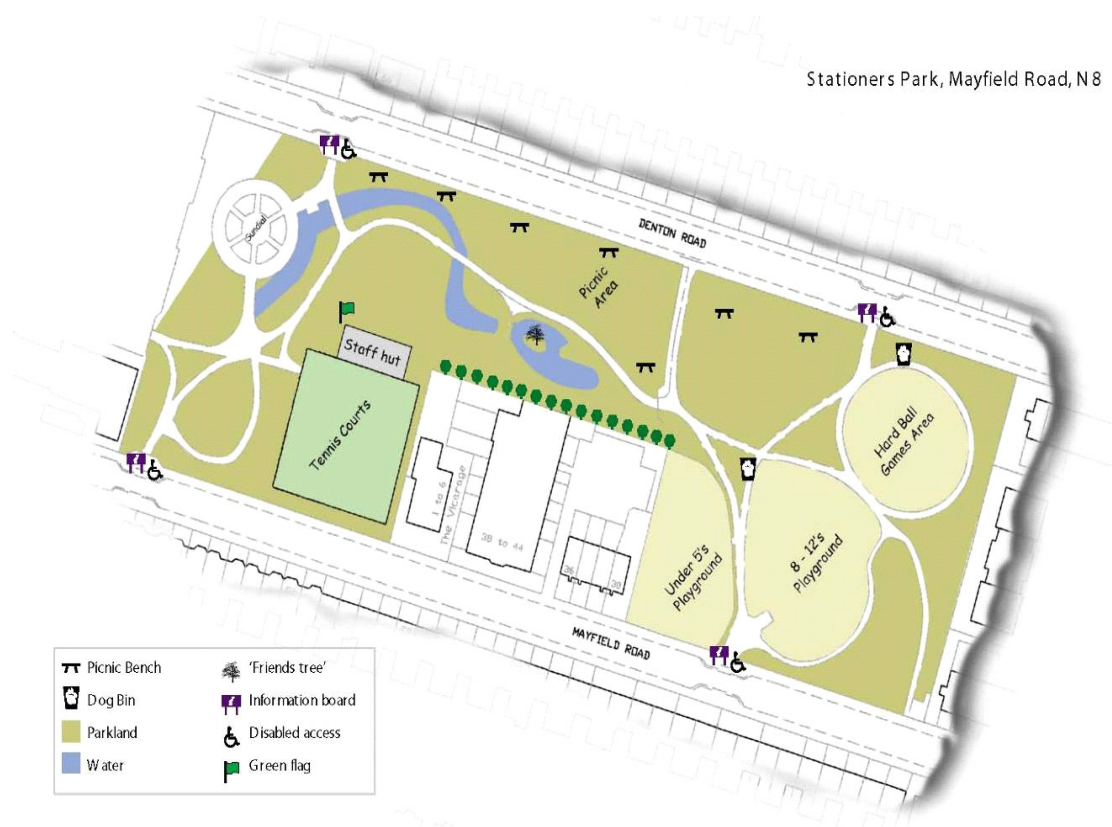 Stationers Park, Mayfield Road, N8
DENTON ROAD
Sundial
Picnic
Area
Staff hut
Tennis Courts
Hard Ball
Games Area
1 to 6
The Vicarage
38 to 44
36
30
Under 5's
Playground
8 - 12's
Playground
MAYFIELD ROAD
Picnic Bench
'Friends tree'
Dog Bin
Information board
Parkland
Disabled access
Water
Green flag